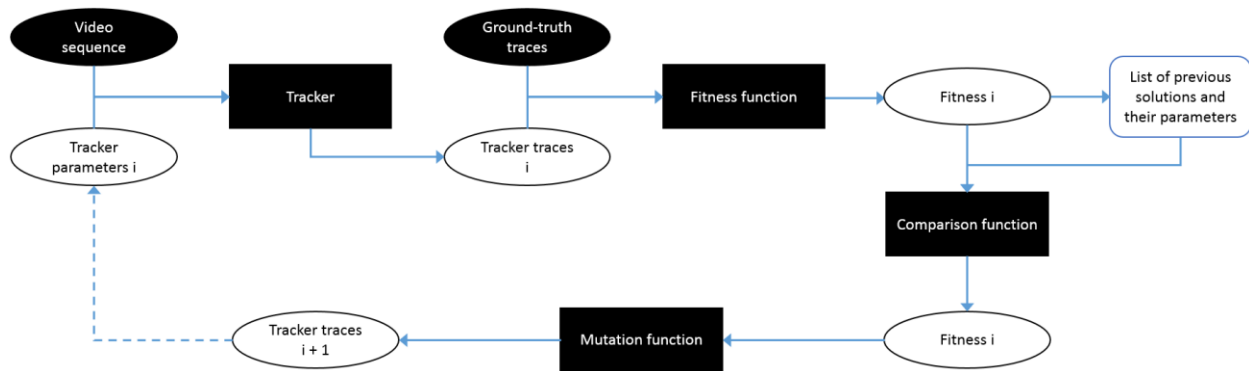 Video
sequence
Ground-truth
traces
Tracker
Fitness function
Fitness i
List of previous
solutions and
their parameters
Tracker
parameters i
Tracker traces
i
Comparison function
Tracker traces
i + 1
Mutation function
Fitness i